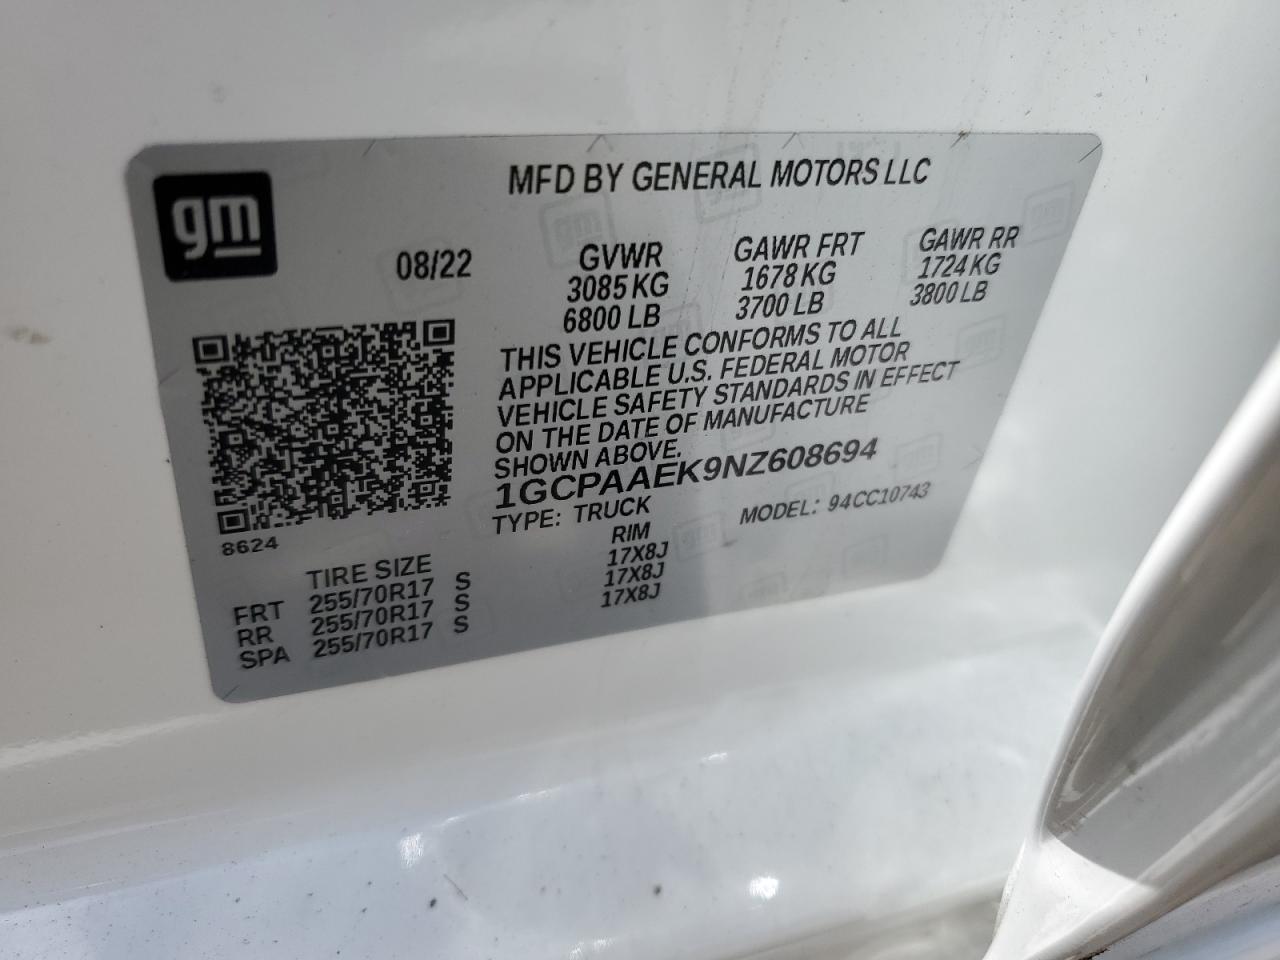 gm
MFD BY GENERAL MOTORS LLC
08/22
GVWR
3085 KG
6800 LB
GAWR FRT
1678 KG
3700 LB
GAWR RR
1724 KG
3800 LB
THIS VEHICLE CONFORMS TO ALL
APPLICABLE U.S. FEDERAL MOTOR
VEHICLE SAFETY STANDARDS IN EFFECT
ON THE DATE OF MANUFACTURE
SHOWN ABOVE.
1GCPAAEK9NZ608694
TYPE: TRUCK
MODEL: 94CC10743
8624
TIRE SIZE RIM
FRT 255/70R17 S 17X8J
RR 255/70R17 S 17X8J
SPA 255/70R17 S 17X8J